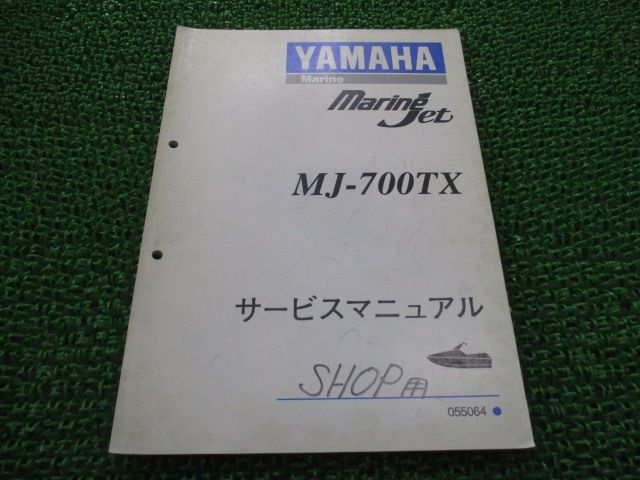 YAMAHA
Marine
Marine Jet
MJ-700TX
サービスマニュアル
SHOP用
055064